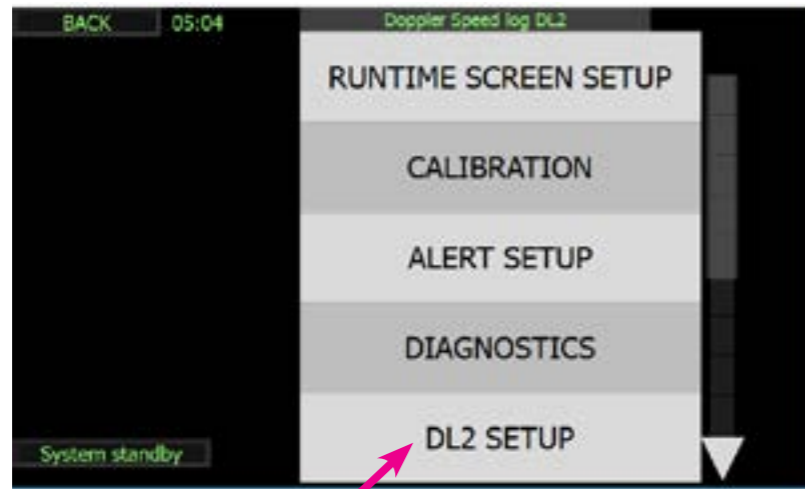 BACK 05:04 Doppler Speed log DL2
RUNTIME SCREEN SETUP
CALIBRATION
ALERT SETUP
DIAGNOSTICS
DL2 SETUP
System standby